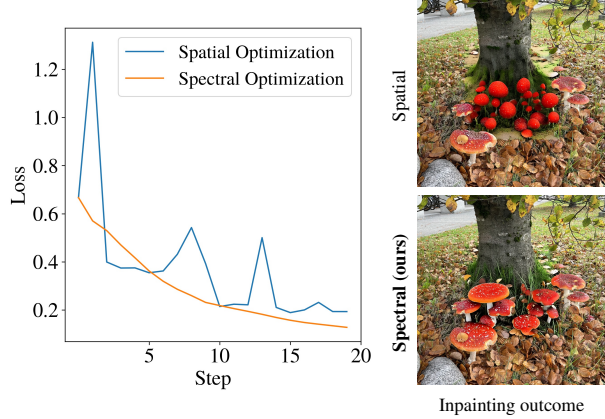 Spatial Optimization
Spectral Optimization
1.2
1.0
0.8
0.6
0.4
0.2
Loss
5
10
15
20
Step
Spatial
Spectral (ours)
Inpainting outcome